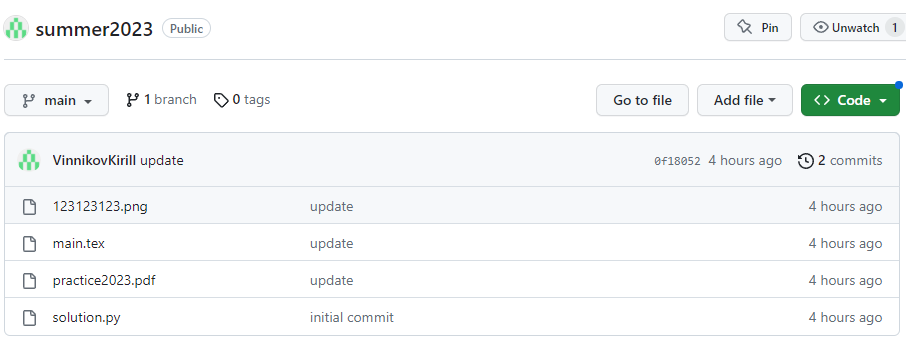 summer2023 Public Pin Unwatch 1
main 1 branch 0 tags Go to file Add file Code
VinnikovKirill update 0f18052 4 hours ago 2 commits
123123123.png update 4 hours ago
main.tex update 4 hours ago
practice2023.pdf update 4 hours ago
solution.py initial commit 4 hours ago